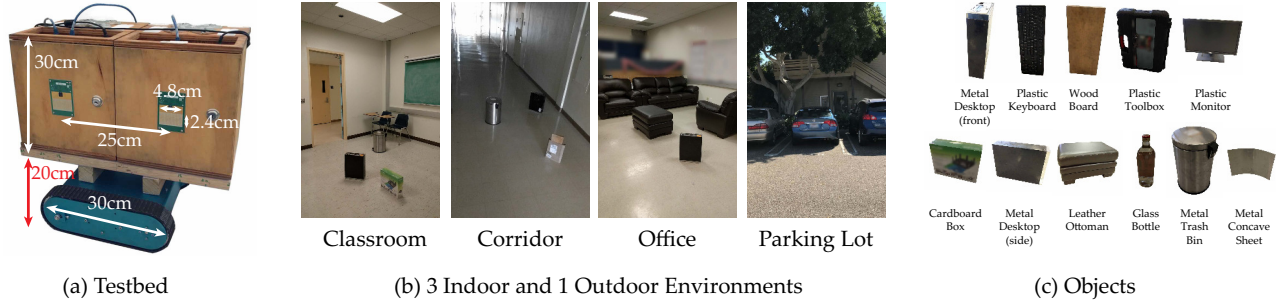 30cm
4.8cm
2.4cm
25cm
20cm
30cm
(a) Testbed
Classroom
Corridor
Office
Parking Lot
(b) 3 Indoor and 1 Outdoor Environments
Metal
Desktop
(front)
Plastic
Keyboard
Wood
Board
Plastic
Toolbox
Plastic
Monitor
Cardboard
Box
Metal
Desktop
(side)
Leather
Ottoman
Glass
Bottle
Metal
Trash
Bin
Metal
Concave
Sheet
(c) Objects